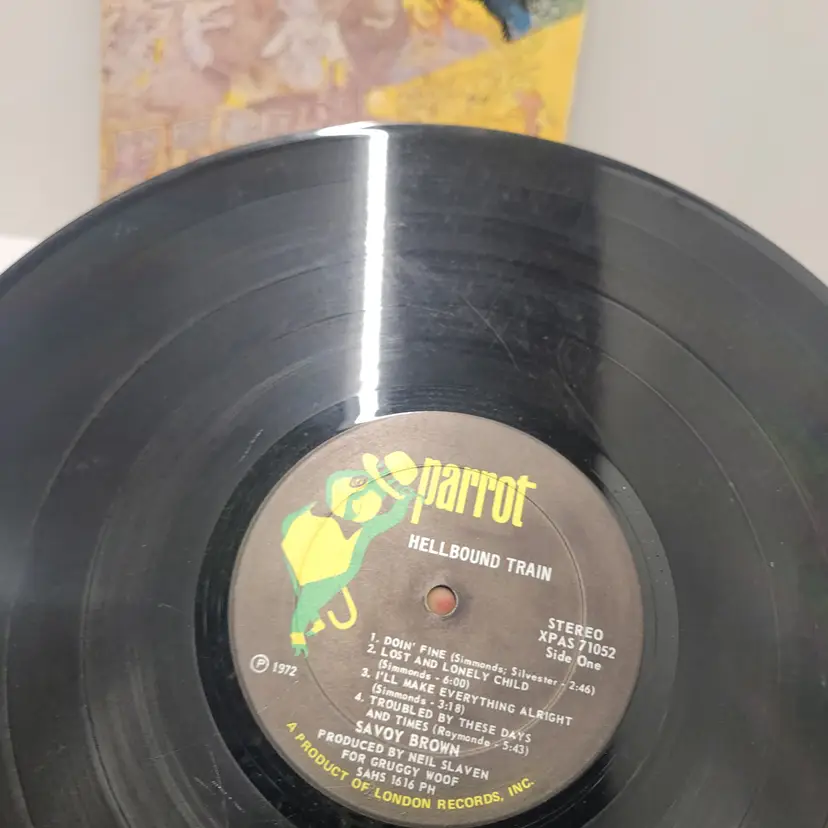 parrot
HELLBOUND TRAIN
STEREO
XPAS 71052
Side One
℗ 1972
1. DOIN' FINE (Simmonds; Silvester - 2:46)
2. LOST AND LONELY CHILD
(Simmonds - 6:00)
3. I'LL MAKE EVERYTHING ALRIGHT
(Simmonds - 3:18)
4. TROUBLED BY THESE DAYS
AND TIMES (Raymonde - 5:43)
SAVOY BROWN
PRODUCED BY NEIL SLAVEN
FOR GRUGGY WOOF
SAHS 1616 PH
A PRODUCT OF LONDON RECORDS, INC.